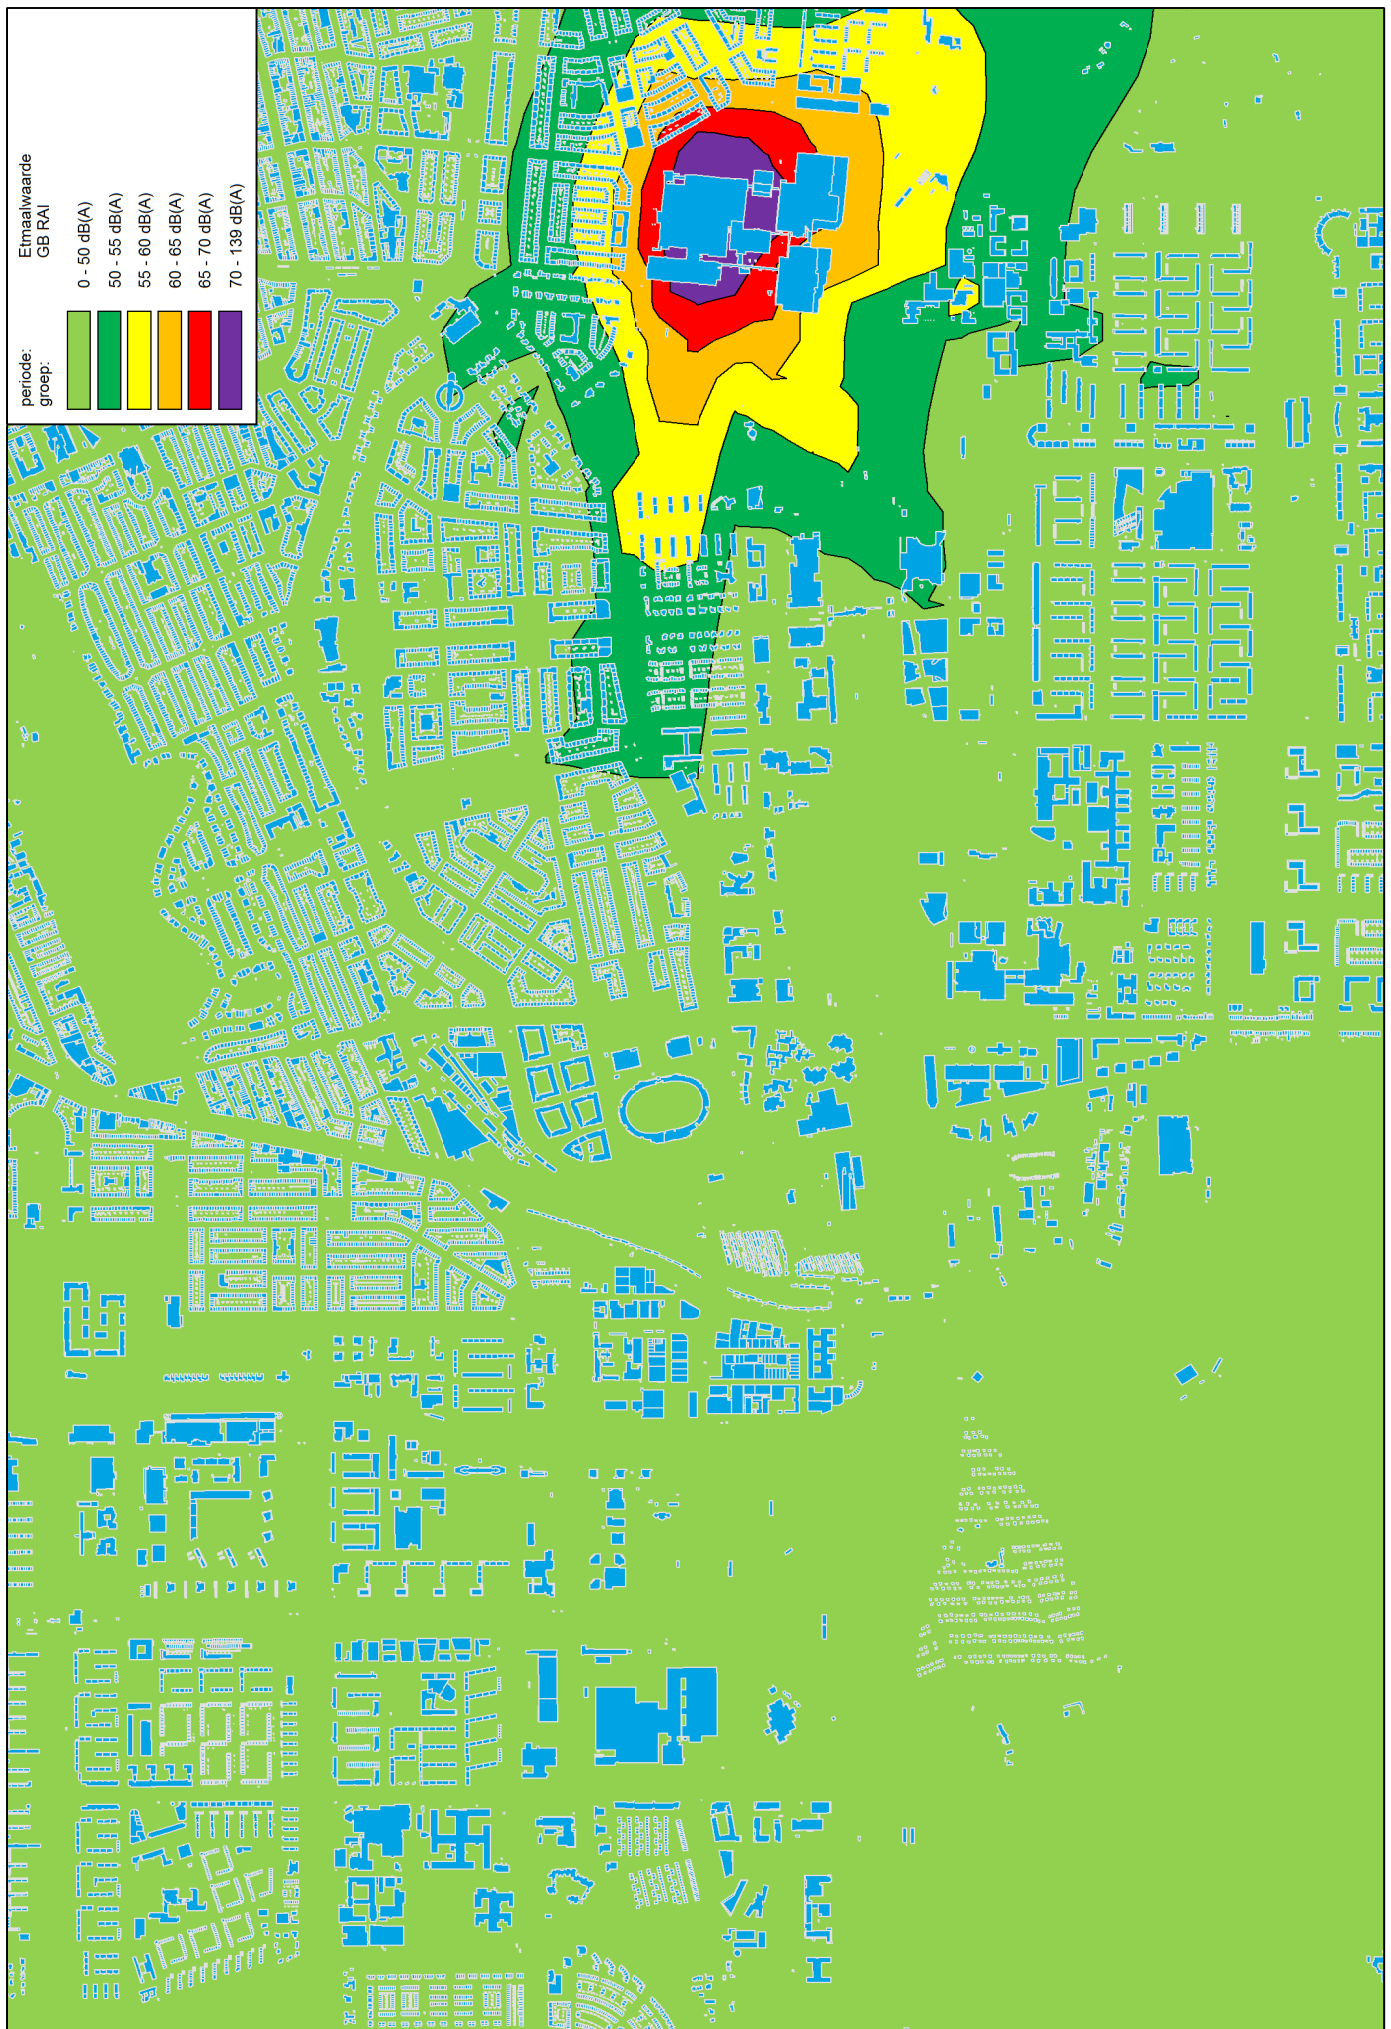 periode: Etmaalwaarde
groep: GB RAI
0 - 50 dB(A)
50 - 55 dB(A)
55 - 60 dB(A)
60 - 65 dB(A)
65 - 70 dB(A)
70 - 139 dB(A)